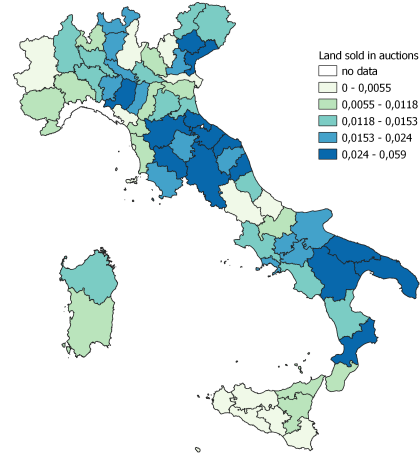 Land sold in auctions
no data
0 - 0,0055
0,0055 - 0,0118
0,0118 - 0,0153
0,0153 - 0,024
0,024 - 0,059